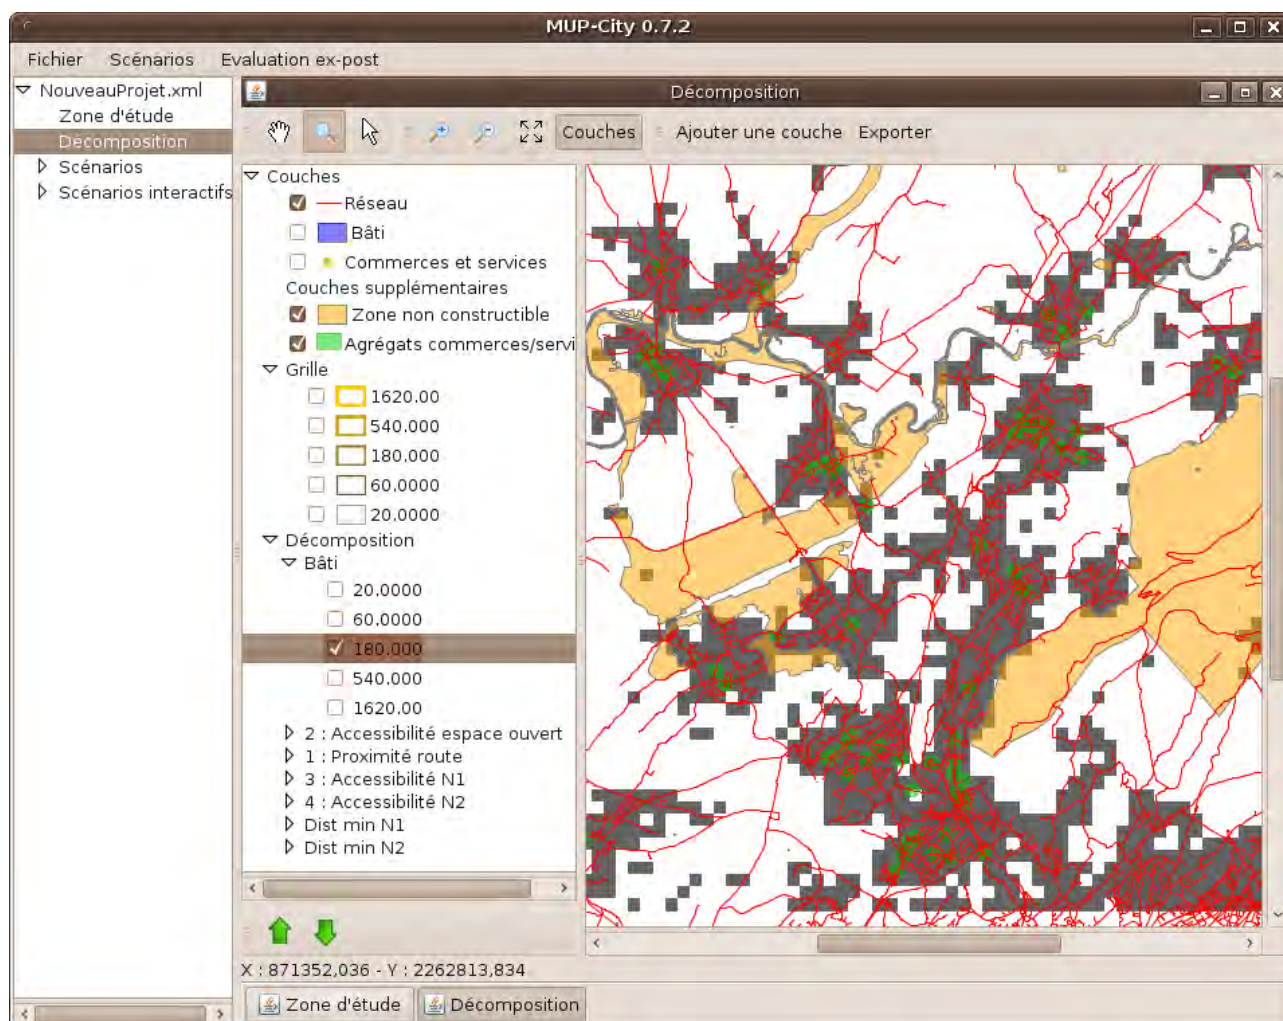 MUP-City 0.7.2
Fichier Scénarios Evaluation ex-post
NouveauProjet.xml
Zone d'étude
Décomposition
Scénarios
Scénarios interactifs
Décomposition
Couches Ajouter une couche Exporter
Couches
Réseau
Bâti
Commerces et services
Couches supplémentaires
Zone non constructible
Agrégats commerces/servi
Grille
1620.00
540.000
180.000
60.0000
20.0000
Décomposition
Bâti
20.0000
60.0000
180.000
540.000
1620.00
2 : Accessibilité espace ouvert
1 : Proximité route
3 : Accessibilité N1
4 : Accessibilité N2
Dist min N1
Dist min N2
X : 871352,036 - Y : 2262813,834
Zone d'étude Décomposition